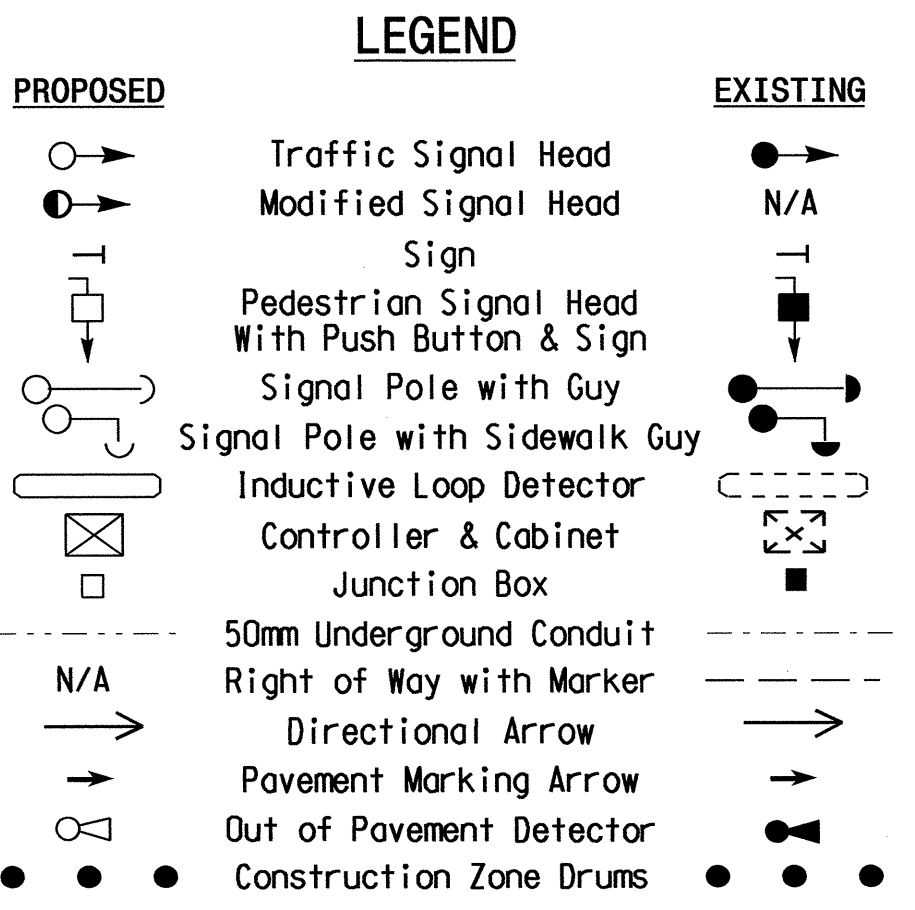 LEGEND
PROPOSED EXISTING
Traffic Signal Head
Modified Signal Head N/A
Sign
Pedestrian Signal Head
With Push Button & Sign
Signal Pole with Guy
Signal Pole with Sidewalk Guy
Inductive Loop Detector
Controller & Cabinet
Junction Box
50mm Underground Conduit
N/A Right of Way with Marker
Directional Arrow
Pavement Marking Arrow
Out of Pavement Detector
Construction Zone Drums